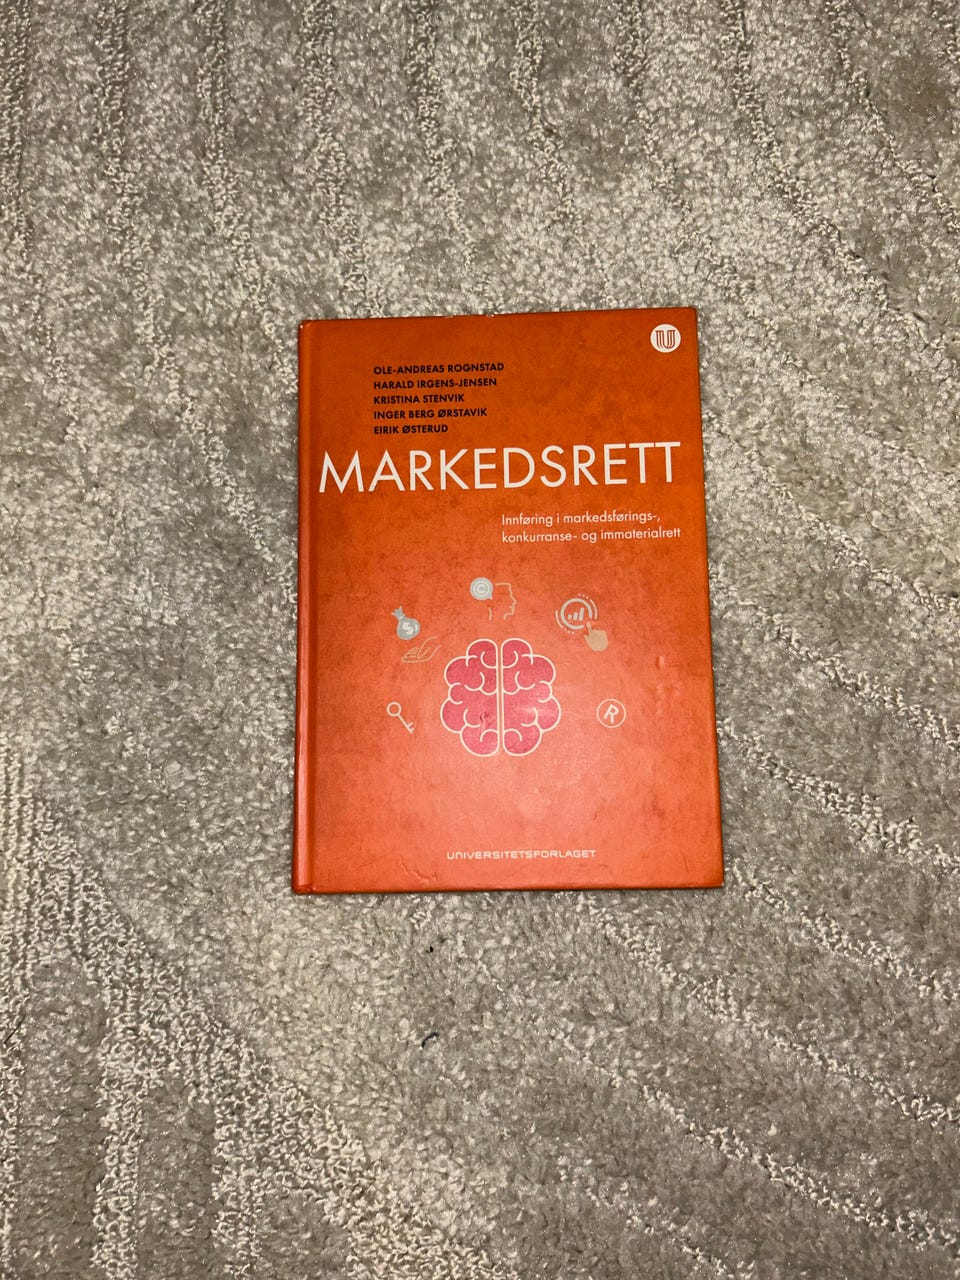 U
OLE-ANDREAS ROGNSTAD
HARALD IRGENS-JENSEN
KRISTINA STENVIK
INGER BERG ØRSTAVIK
EIRIK ØSTERUD
MARKEDSRETT
Innføring i markedsførings-,
konkurranse- og immaterialrett
©
$
R
UNIVERSITETSFORLAGET